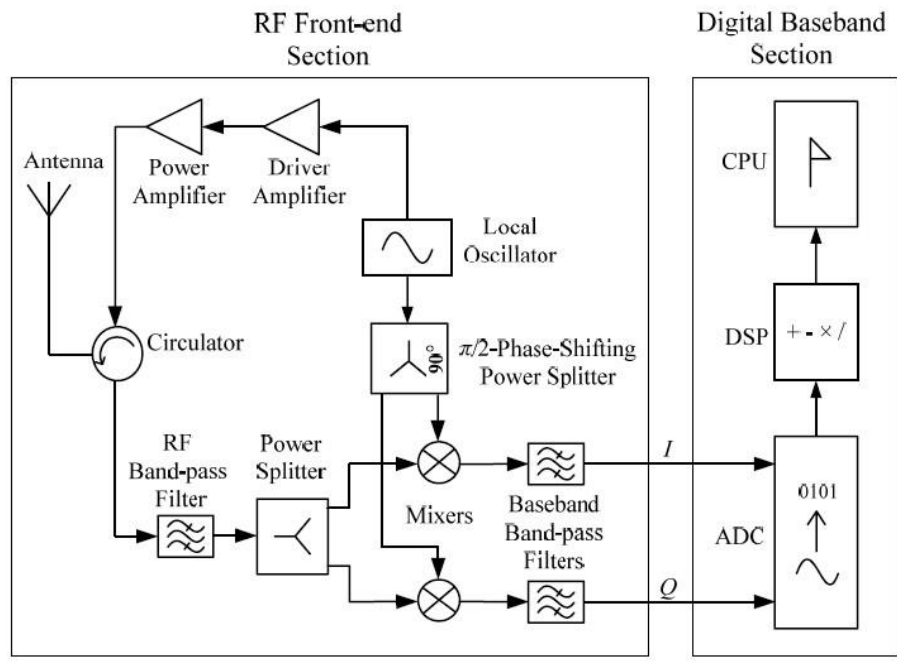 RF Front-end
Section
Digital Baseband
Section
Antenna
Power
Amplifier
Driver
Amplifier
Local
Oscillator
CPU
Circulator
90°
π/2-Phase-Shifting
Power Splitter
DSP
+ - × /
RF
Band-pass
Filter
Power
Splitter
Mixers
Baseband
Band-pass
Filters
I
Q
ADC
0101